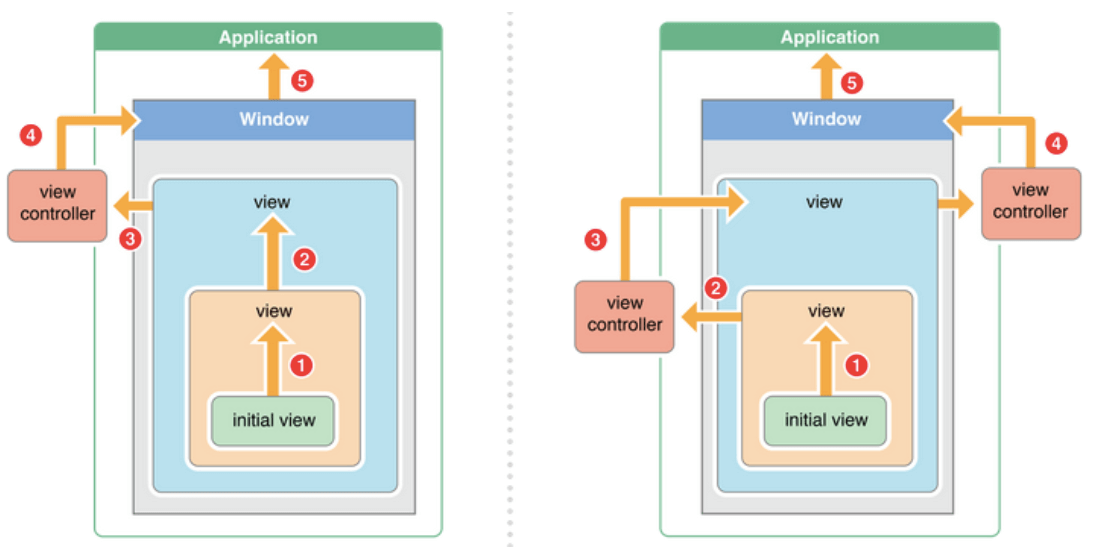 Application
5
Window
4
view
controller
view
3
2
view
1
initial view
Application
5
Window
4
view
controller
view
3
2
view
controller
view
1
initial view